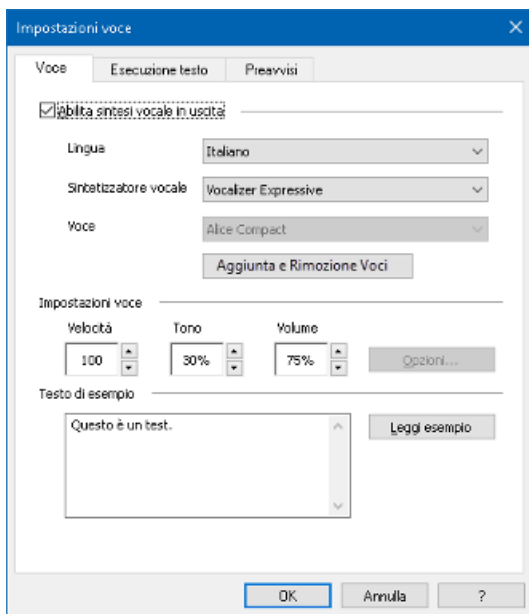 Impostazioni voce
Voce Esecuzione testo Preavvisi
Abilita sintesi vocale in uscita
Lingua Italiano
Sintetizzatore vocale Vocalizer Expressive
Voce Alice Compact
Aggiunta e Rimozione Voci
Impostazioni voce
Velocità Tono Volume
100 30% 75% Opzioni...
Testo di esempio
Questo è un test. Leggi esempio
OK Annulla ?